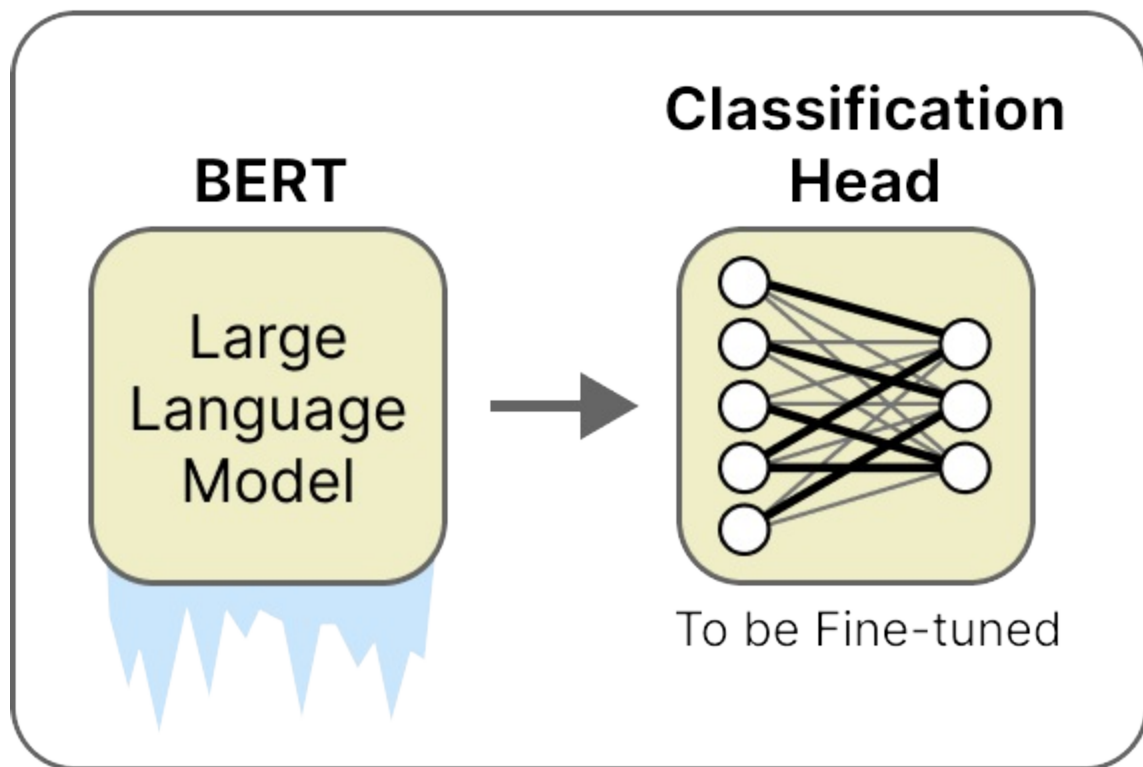 BERT
Large
Language
Model
Classification
Head
To be Fine-tuned